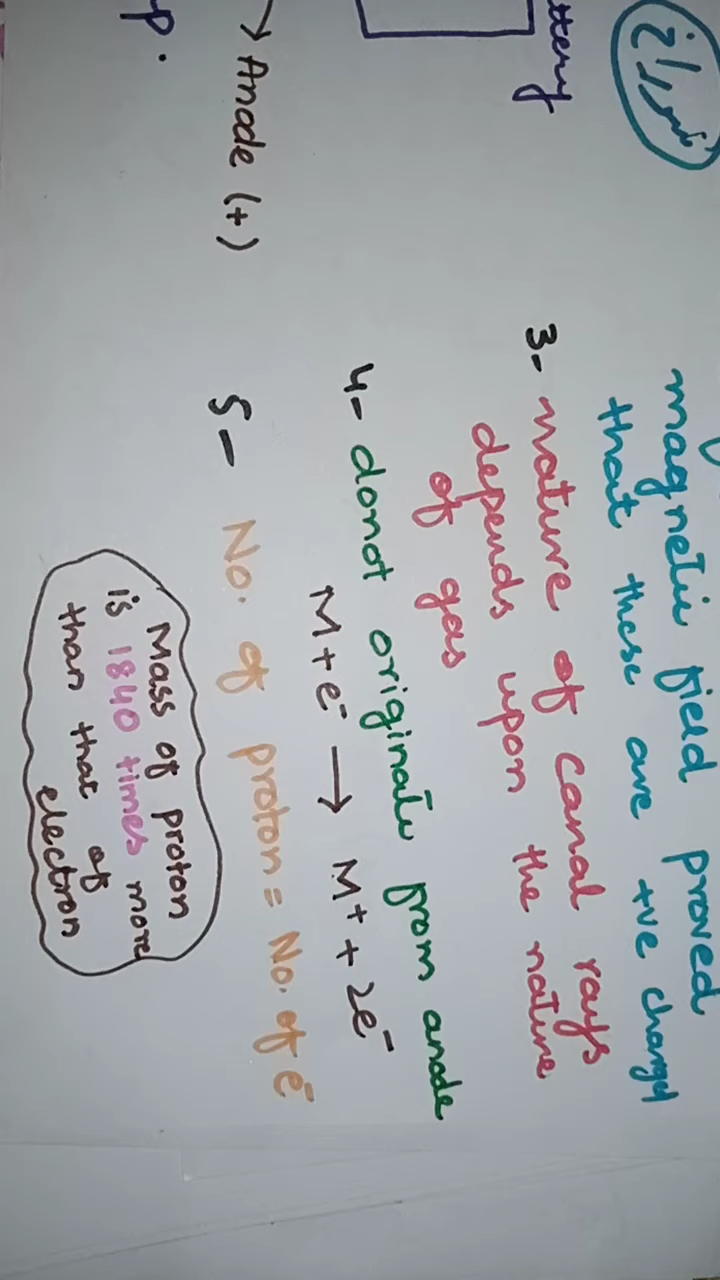 سوراخ
magnetic field proved
that these are +ve charged
3- nature of canal rays
depends upon the nature
of gas
4- donot originate from anode
M + e⁻ → M⁺ + 2e⁻
5- No. of proton = No. of e⁻
Mass of proton
is 1840 times more
than that of
electron
ttery
→ Anode (+)
p.